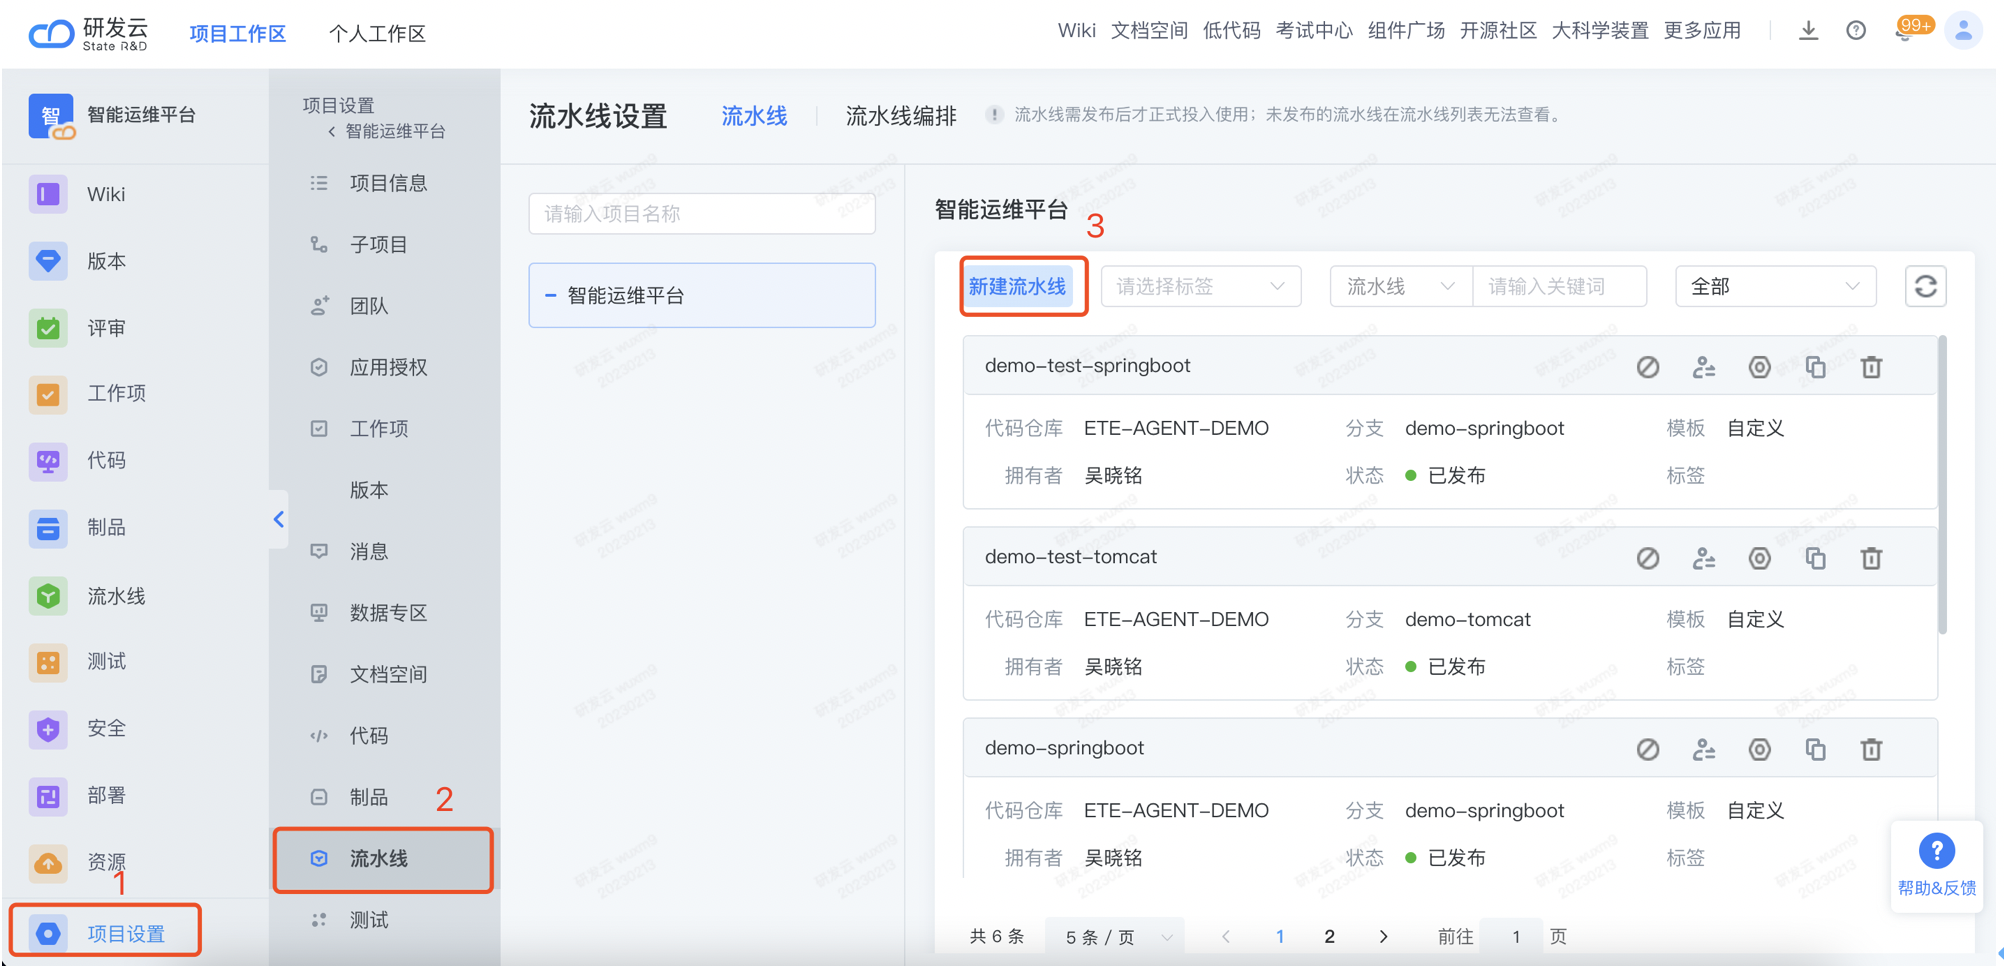 研发云
State R&D
项目工作区
个人工作区
Wiki 文档空间 低代码 考试中心 组件广场 开源社区 大科学装置 更多应用
99+
智
智能运维平台
Wiki
版本
评审
工作项
代码
制品
流水线
测试
安全
部署
资源
1
项目设置
项目设置
智能运维平台
项目信息
子项目
团队
应用授权
工作项
版本
消息
数据专区
文档空间
代码
制品
2
流水线
测试
流水线设置
流水线
流水线编排
流水线需发布后才正式投入使用；未发布的流水线在流水线列表无法查看。
请输入项目名称
智能运维平台
智能运维平台
3
新建流水线
请选择标签
流水线
请输入关键词
全部
demo-test-springboot
代码仓库 ETE-AGENT-DEMO 分支 demo-springboot 模板 自定义
拥有者 吴晓铭 状态 已发布 标签
demo-test-tomcat
代码仓库 ETE-AGENT-DEMO 分支 demo-tomcat 模板 自定义
拥有者 吴晓铭 状态 已发布 标签
demo-springboot
代码仓库 ETE-AGENT-DEMO 分支 demo-springboot 模板 自定义
拥有者 吴晓铭 状态 已发布 标签
共 6 条 5 条 / 页 1 2 前往 1 页
帮助&反馈
研发云 wuxm9
20230213